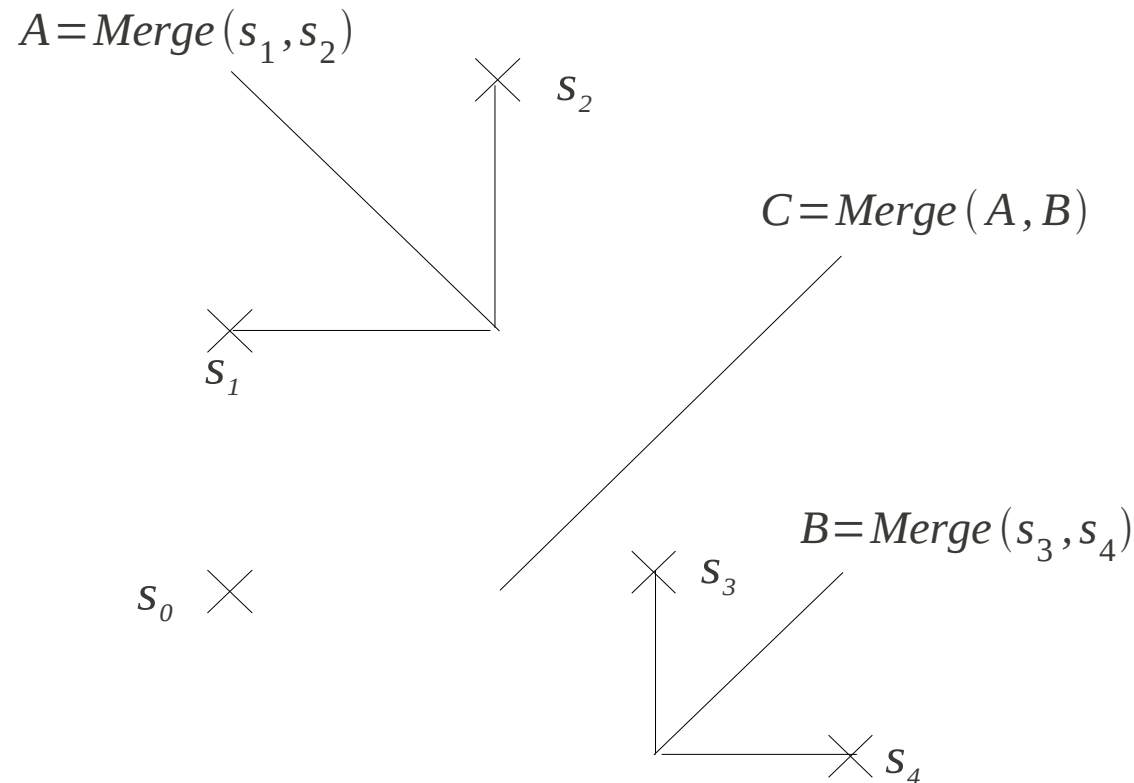 A=Merge(s₁,s₂)
s₂
C=Merge(A,B)
s₁
B=Merge(s₃,s₄)
s₃
s₀
s₄